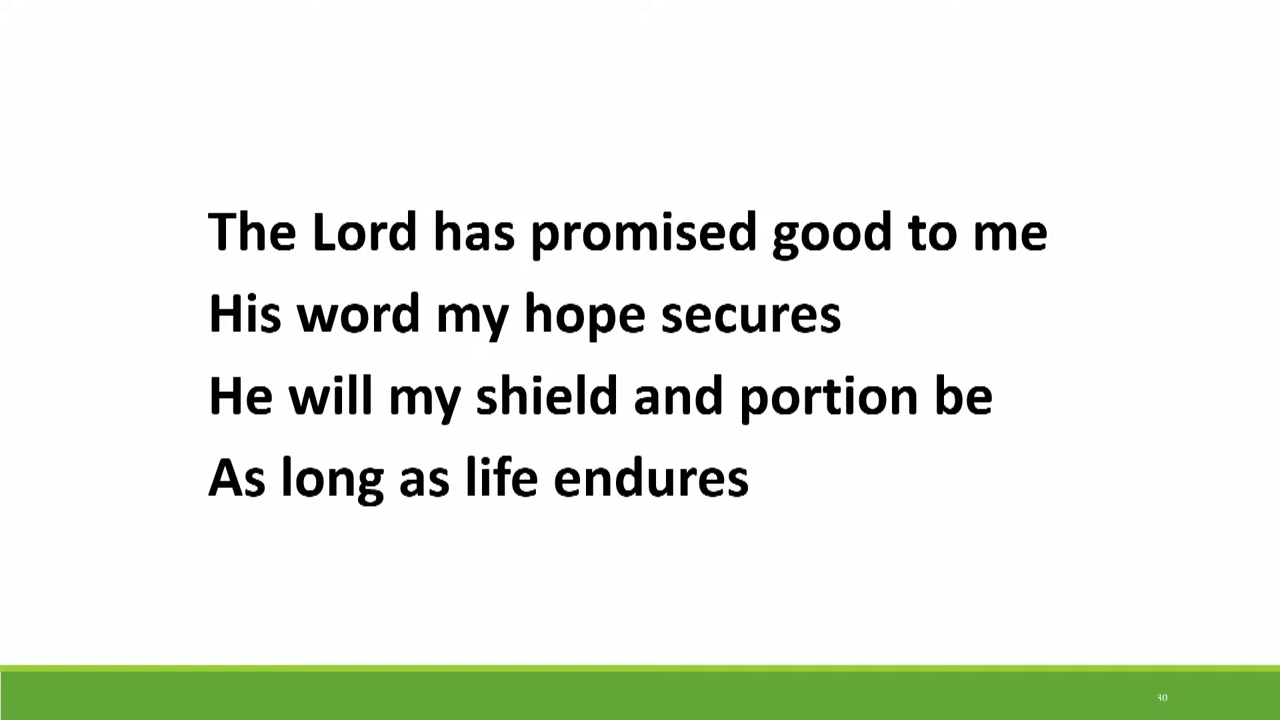 The Lord has promised good to me
His word my hope secures
He will my shield and portion be
As long as life endures